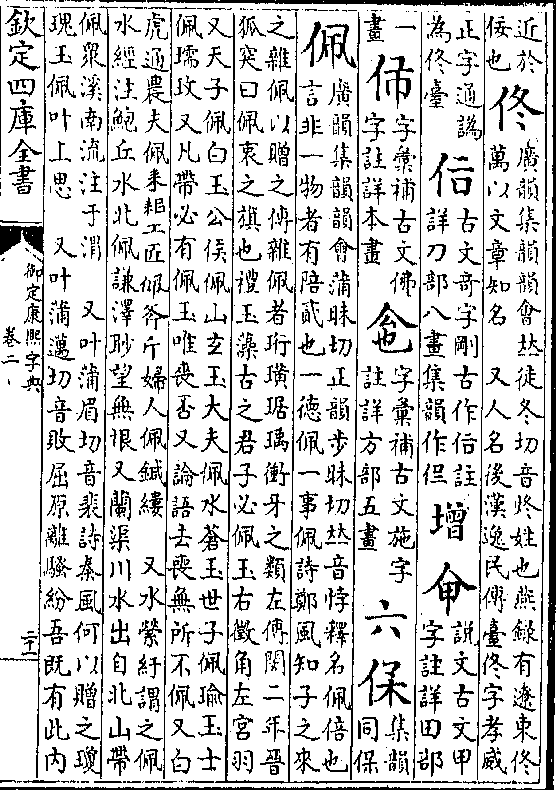 近於
佞也
佟
廣韻集韻韻會𠀤徒冬切音彤姓也燕錄有遼東佟
萬以文章知名 又人名後漢逸民傳臺佟字孝威
正字通譌
為佟臺
古文奇字剛古作㐰註
詳刀部八畫集韻作但
增
說文古文甲
字註詳田部
一
畫
字彙補古文佛
字註詳本畫
字彙補古文施字
註詳方部五畫
六
保
集韻
同保
佩
廣韻集韻韻會蒲昧切正韻步昧切𠀤音悖釋名佩倍也
言非一物者有陪貳也一德佩一事佩詩鄭風知子之來
之雜佩以贈之傳雜佩者珩璜琚瑀衝牙之類左傳閔二年晉
狐突曰佩衷之旗也禮玉藻古之君子必佩玉右徵角左宮羽
又天子佩白玉公侯佩山玄玉大夫佩水蒼玉世子佩瑜玉士
佩瓀玟又凡帶必有佩玉唯喪否又論語去喪無所不佩又白
虎通農夫佩耒耜工匠佩斧斤婦人佩鍼縷 又水縈紆謂之佩
水經注鮑丘水北佩謙澤眇望無垠又闞渠川水出自北山帶
佩眾溪南流注于渭 又叶蒲眉切音裴詩秦風何以贈之瓊
瑰玉佩叶上思 又叶蒲邁切音敗屈原離騷紛吾既有此內
欽定四庫全書
御定康熙字典
卷二
二十一